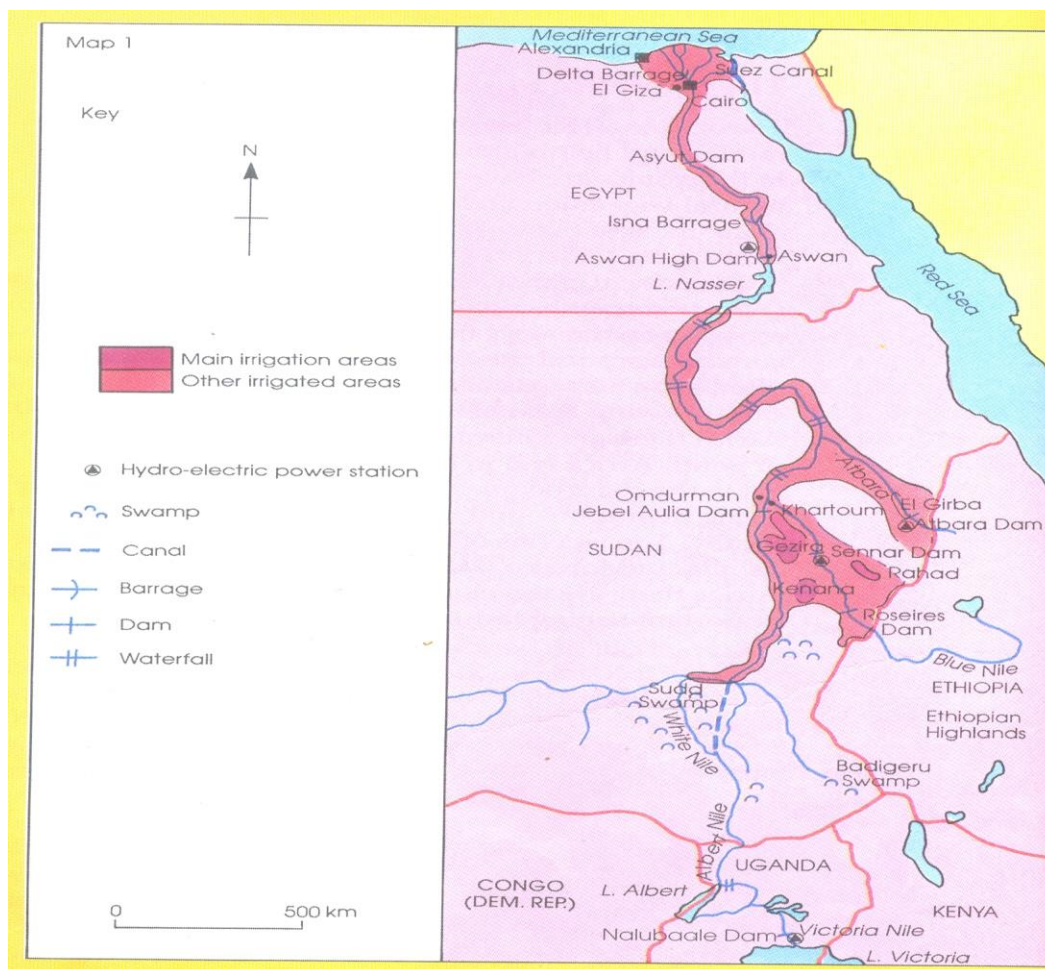 Map 1
Key
N
Main irrigation areas
Other irrigated areas
Hydro-electric power station
Swamp
Canal
Barrage
Dam
Waterfall
0 500 km
Mediterranean Sea
Alexandria
Delta Barrage
Suez Canal
El Giza
Cairo
Asyut Dam
EGYPT
Isna Barrage
Aswan High Dam
Aswan
L. Nasser
Red Sea
Atbara
Omdurman
El Girba
Jebel Aulia Dam
Khartoum
Atbara Dam
SUDAN
Gezira
Sennar Dam
Rahad
Kenana
Roseires
Dam
Blue Nile
ETHIOPIA
Sudd
Swamp
White Nile
Ethiopian
Highlands
Badigeru
Swamp
Albert Nile
UGANDA
CONGO
(DEM. REP.)
L. Albert
KENYA
Nalubaale Dam
Victoria Nile
L. Victoria